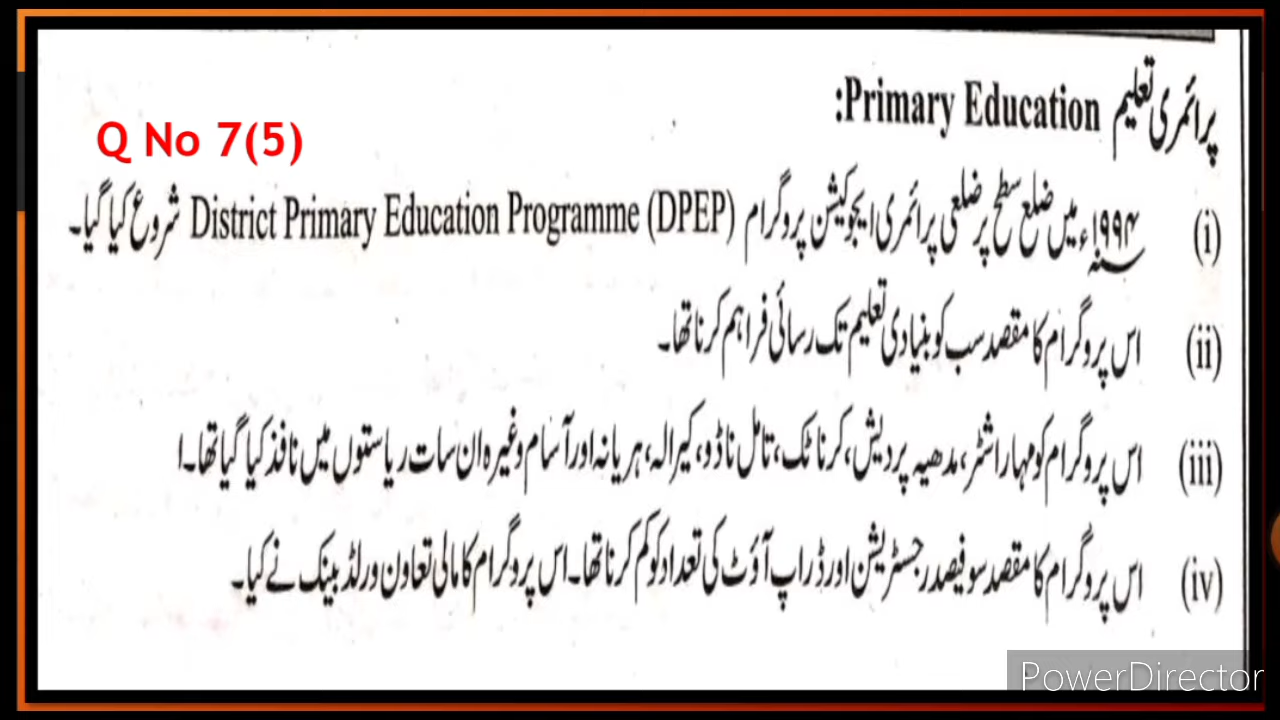 پرائمری تعلیم Primary Education:
Q No 7(5)
(i) سنہ ۱۹۹۴ء میں ضلع سطح پر ضلعی پرائمری ایجوکیشن پروگرام District Primary Education Programme (DPEP) شروع کیا گیا۔
(ii) اس پروگرام کا مقصد سب کو بنیادی تعلیم تک رسائی فراہم کرنا تھا۔
(iii) اس پروگرام کو مہاراشٹر، مدھیہ پردیش، کرناٹک، تامل ناڈو، کیرالہ، ہریانہ اور آسام وغیرہ ان سات ریاستوں میں نافذ کیا گیا تھا۔ا
(iv) اس پروگرام کا مقصد سو فیصد رجسٹریشن اور ڈراپ آؤٹ کی تعداد کو کم کرنا تھا۔ اس پروگرام کا مالی تعاون ورلڈ بینک نے کیا۔
PowerDirector